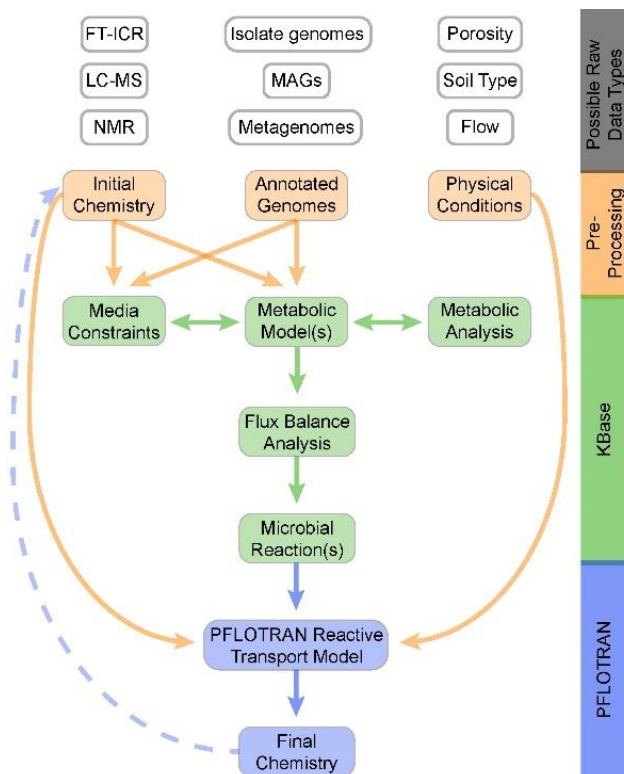 FT-ICR
Isolate genomes
Porosity
LC-MS
MAGs
Soil Type
NMR
Metagenomes
Flow
Possible Raw
Data Types
Initial
Chemistry
Annotated
Genomes
Physical
Conditions
Pre-
Processing
Media
Constraints
Metabolic
Model(s)
Metabolic
Analysis
Flux Balance
Analysis
Microbial
Reaction(s)
KBase
PFLOTRAN Reactive
Transport Model
Final
Chemistry
PFLOTRAN